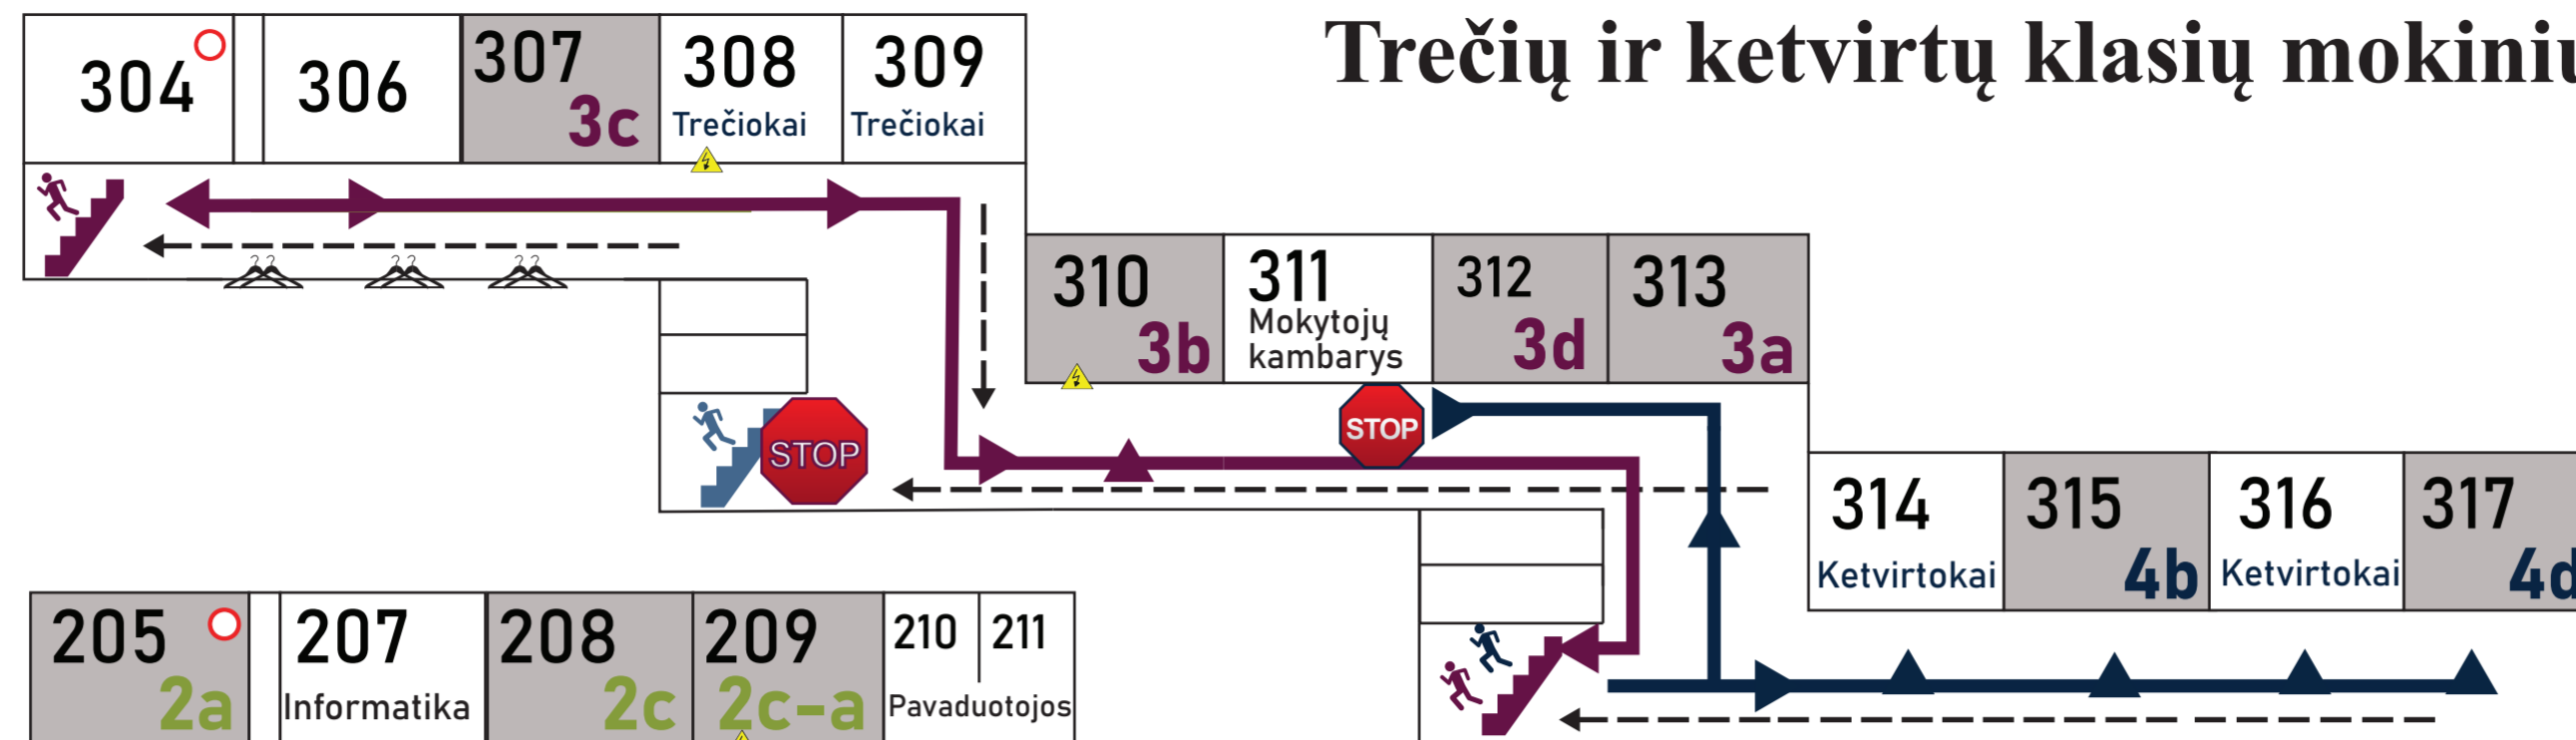 Trečių ir ketvirtų klasių
304
306
307
3c
308
Trečiokai
309
Trečiokai
310
3b
311
Mokytojų
kambarys
312
3d
313
3a
STOP
STOP
314
Ketvirtokai
315
4b
316
Ketvirtokai
317
205
2a
207
Informatika
208
2c
209
2c-a
210
211
Pavaduotojos